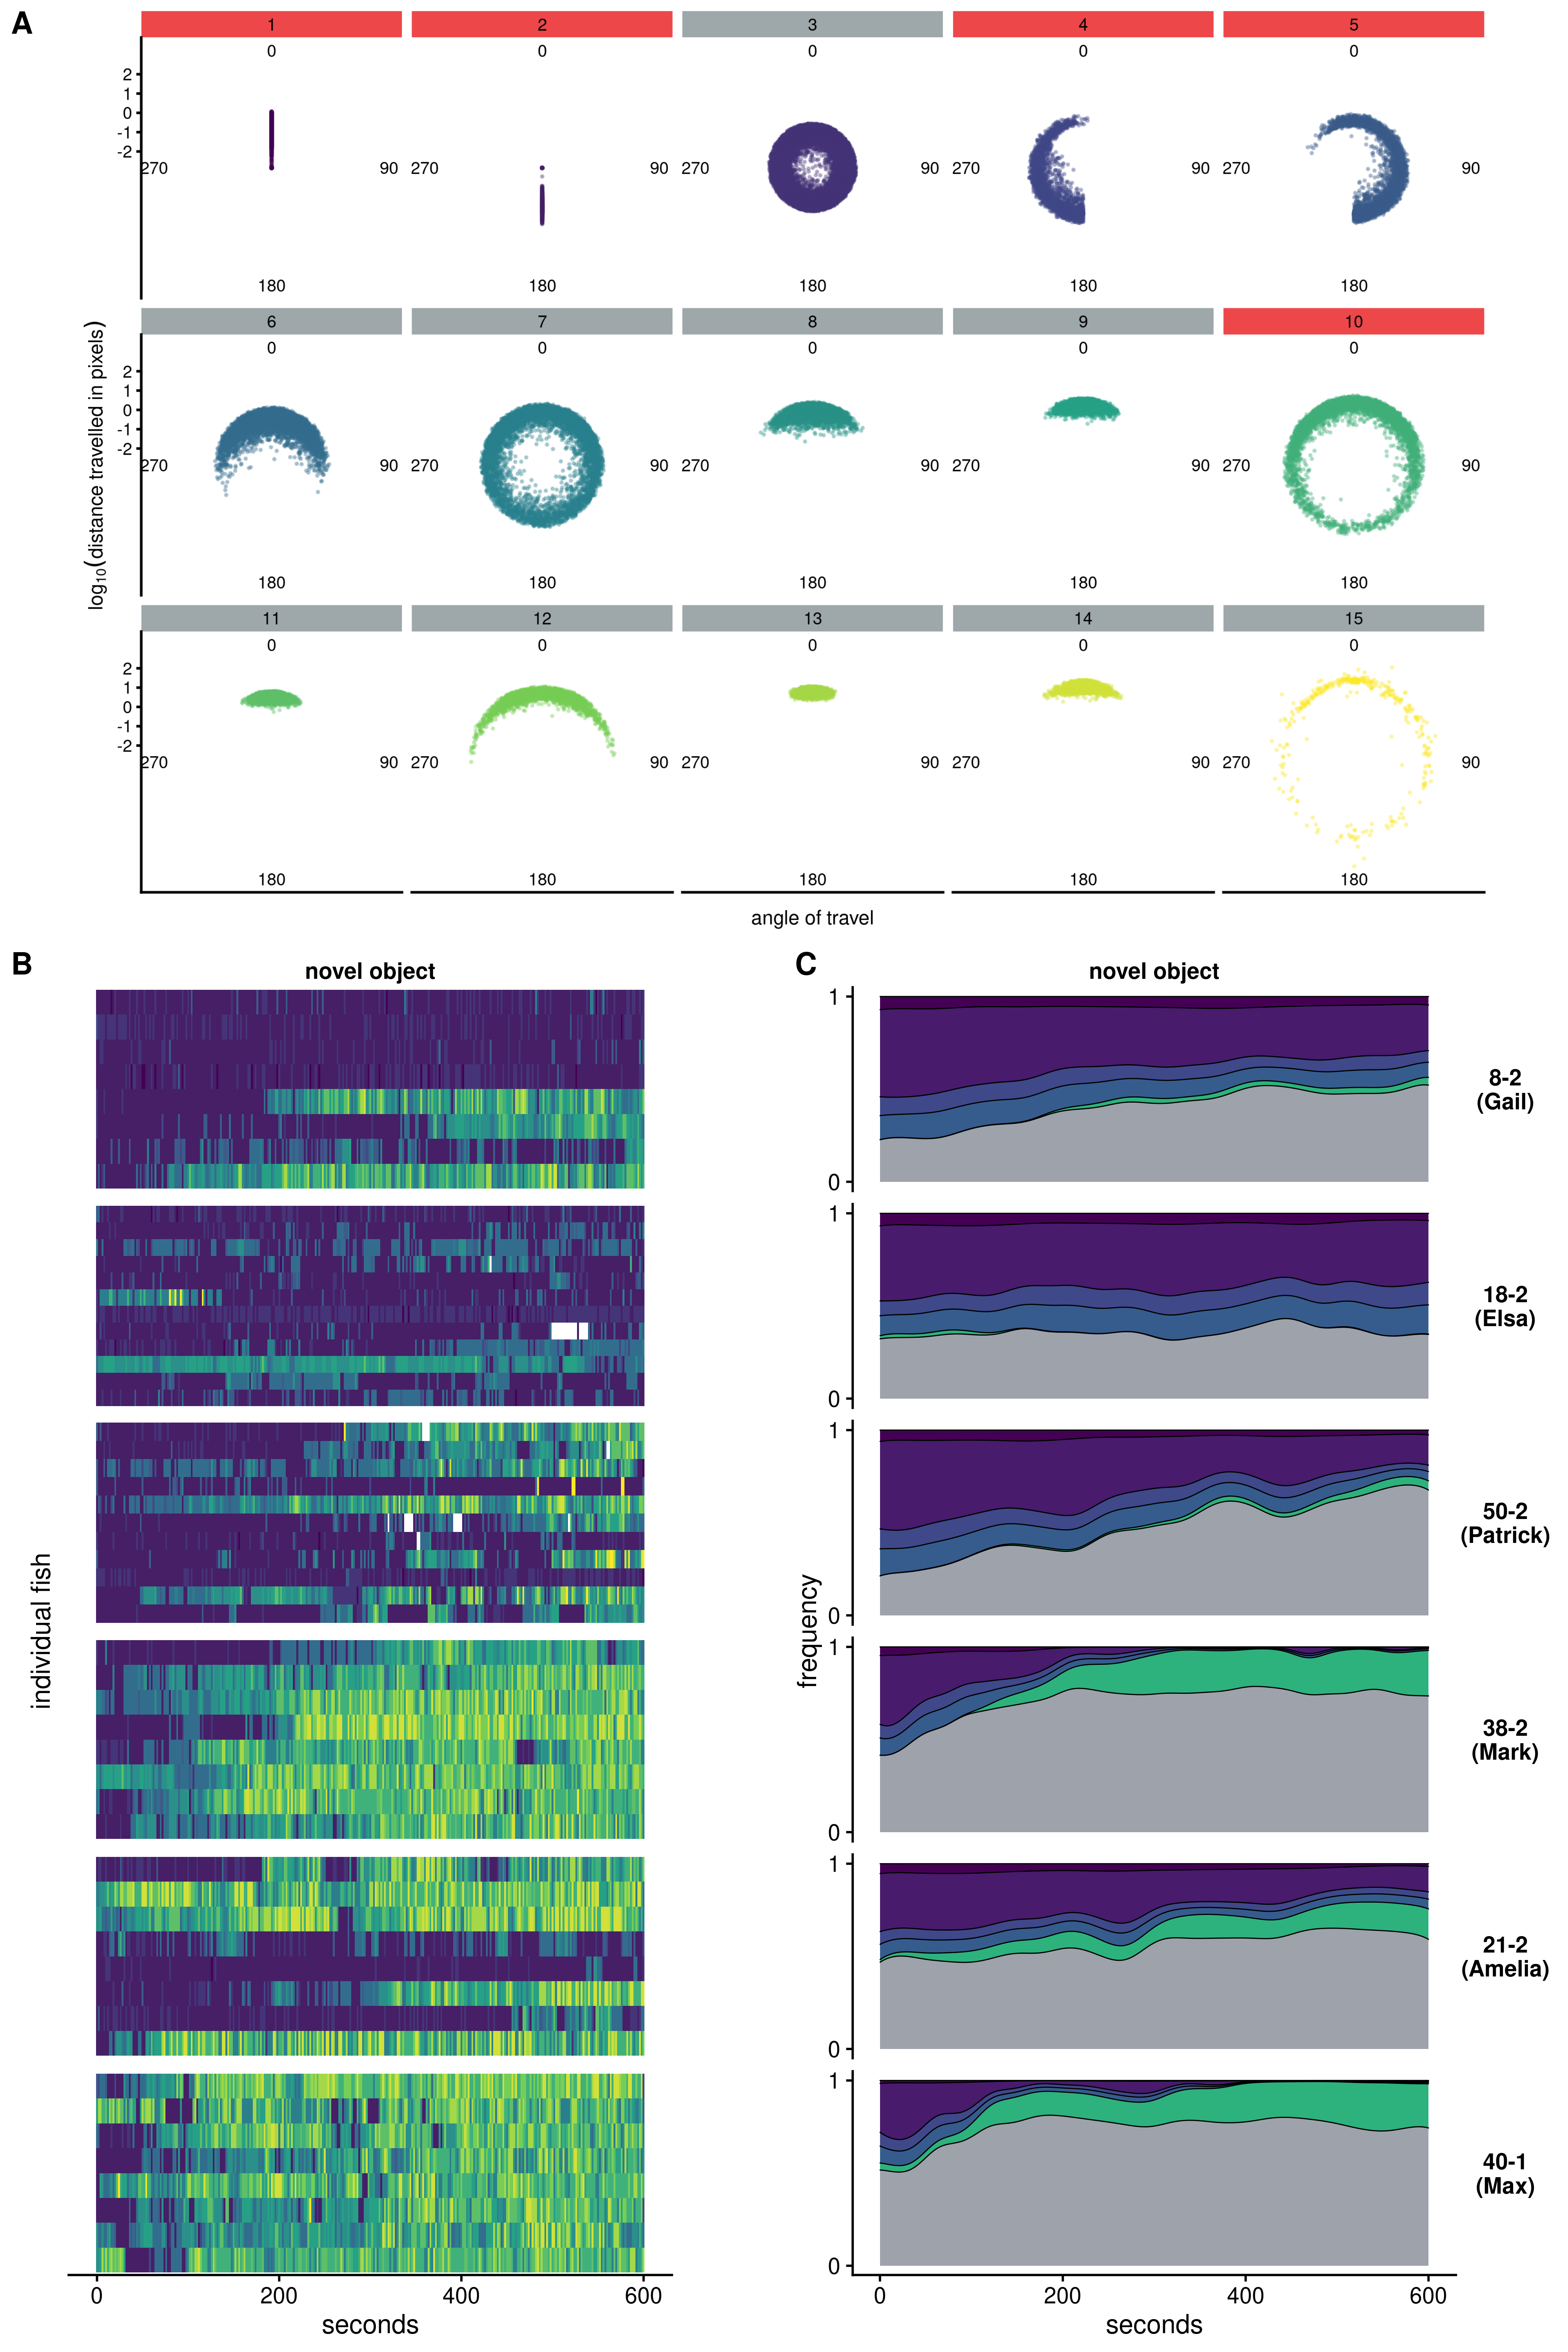 A
1 2 3 4 5
0 0 0 0 0
2
1
0
-1
-2
270 90 270 90 270 90 270 90 270 90
180 180 180 180 180
6 7 8 9 10
0 0 0 0 0
2
1
0
-1
-2
270 90 270 90 270 90 270 90 270 90
180 180 180 180 180
11 12 13 14 15
0 0 0 0 0
2
1
0
-1
-2
270 90 270 90 270 90 270 90 270 90
180 180 180 180 180
log₁₀(distance travelled in pixels)
angle of travel
B
novel object
individual fish
0 200 400 600
seconds
C
novel object
frequency
1
0
8-2
(Gail)
1
0
18-2
(Elsa)
1
0
50-2
(Patrick)
1
0
38-2
(Mark)
1
0
21-2
(Amelia)
1
0
40-1
(Max)
0 200 400 600
seconds